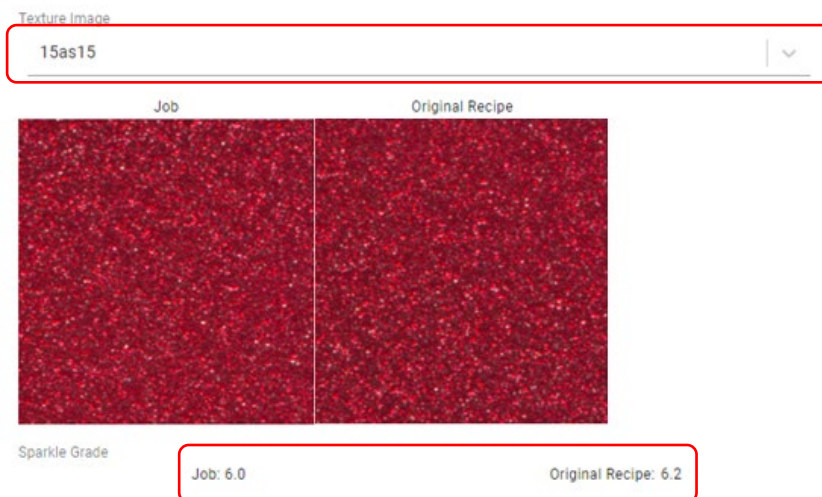 Texture Image
15as15
Job Original Recipe
Sparkle Grade
Job: 6.0 Original Recipe: 6.2